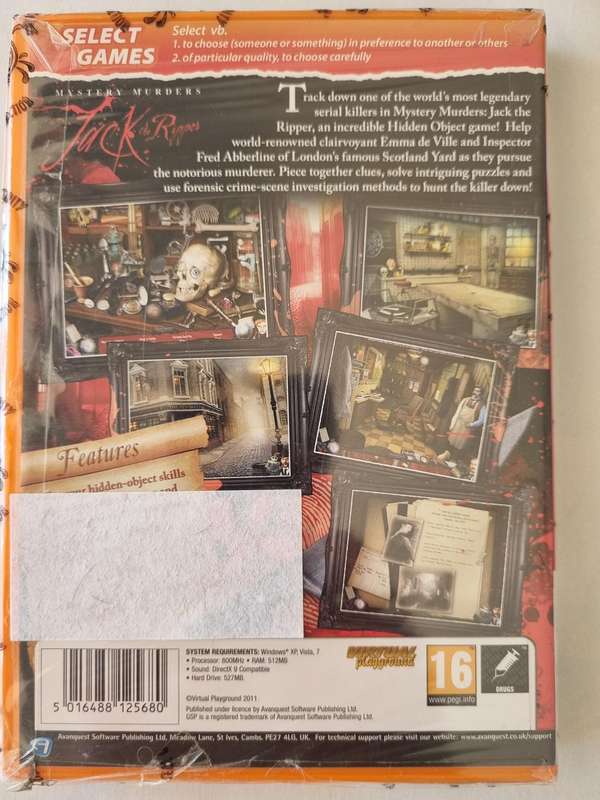 SELECT
GAMES
Select vb.
1. to choose (someone or something) in preference to another or others
2. of particular quality, to choose carefully
MYSTERY MURDERS
Jack the Ripper
Track down one of the world's most legendary
serial killers in Mystery Murders: Jack the
Ripper, an incredible Hidden Object game! Help
world-renowned clairvoyant Emma de Ville and Inspector
Fred Abberline of London's famous Scotland Yard as they pursue
the notorious murderer. Piece together clues, solve intriguing puzzles and
use forensic crime-scene investigation methods to hunt the killer down!
Features
hidden-object skills
and
SYSTEM REQUIREMENTS: Windows® XP, Vista, 7
• Processor: 800MHz • RAM: 512MB
• Sound: DirectX 9 Compatible
• Hard Drive: 527MB
©Virtual Playground 2011.
Published under licence by Avanquest Software Publishing Ltd.
GSP is a registered trademark of Avanquest Software Publishing Ltd.
5 016488 125680
playground
16
www.pegi.info
DRUGS
Avanquest Software Publishing Ltd, Meadow Lane, St Ives, Cambs. PE27 4LG, UK. For technical support please visit our website: www.avanquest.co.uk/support